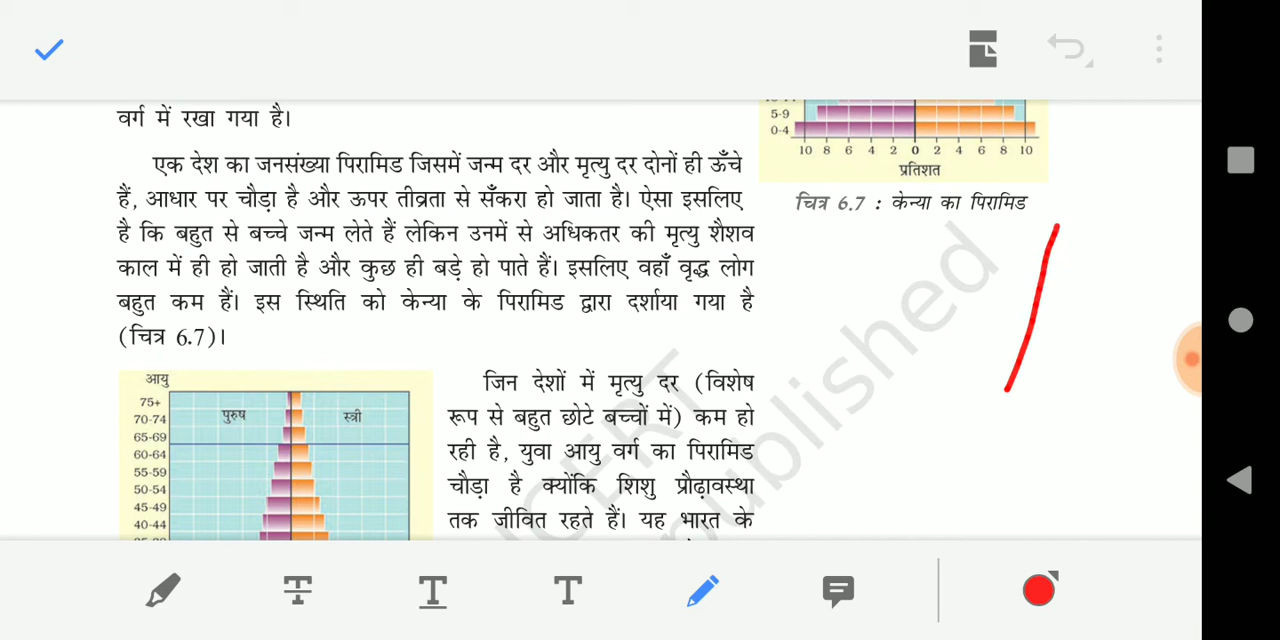 वर्ग में रखा गया है।
एक देश का जनसंख्या पिरामिड जिसमें जन्म दर और मृत्यु दर दोनों ही ऊँचे
हैं, आधार पर चौड़ा है और ऊपर तीव्रता से सँकरा हो जाता है। ऐसा इसलिए
है कि बहुत से बच्चे जन्म लेते हैं लेकिन उनमें से अधिकतर की मृत्यु शैशव
काल में ही हो जाती है और कुछ ही बड़े हो पाते हैं। इसलिए वहाँ वृद्ध लोग
बहुत कम हैं। इस स्थिति को केन्या के पिरामिड द्वारा दर्शाया गया है
(चित्र 6.7)।
5-9
0-4
10 8 6 4 2 0 2 4 6 8 10
प्रतिशत
चित्र 6.7 : केन्या का पिरामिड
आयु
75+
70-74
65-69
60-64
55-59
50-54
45-49
40-44
पुरुष स्त्री
जिन देशों में मृत्यु दर (विशेष
रूप से बहुत छोटे बच्चों में) कम हो
रही है, युवा आयु वर्ग का पिरामिड
चौड़ा है क्योंकि शिशु प्रौढ़ावस्था
तक जीवित रहते हैं। यह भारत के
NCERT
published
T T T